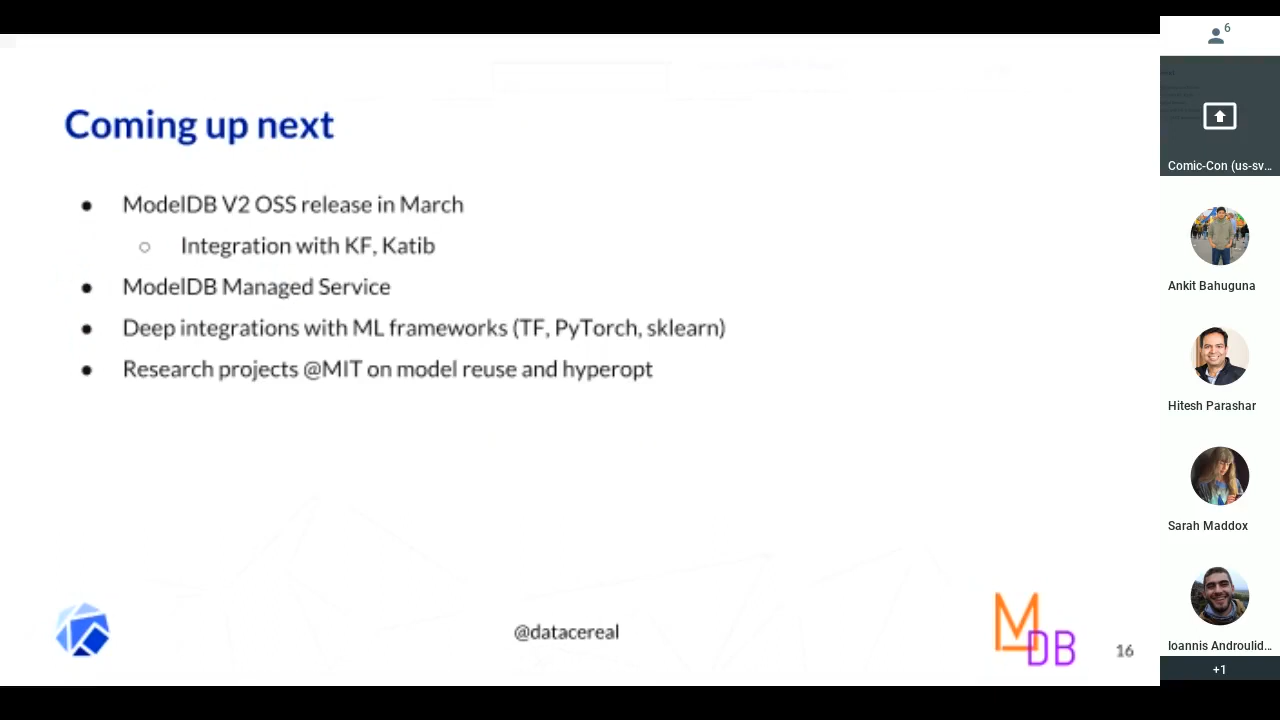 Coming up next
● ModelDB V2 OSS release in March
○ Integration with KF, Katib
● ModelDB Managed Service
● Deep integrations with ML frameworks (TF, PyTorch, sklearn)
● Research projects @MIT on model reuse and hyperopt
@datacereal
M
DB
16
6
Comic-Con (us-sv...
Ankit Bahuguna
Hitesh Parashar
Sarah Maddox
Ioannis Androulid...
+1